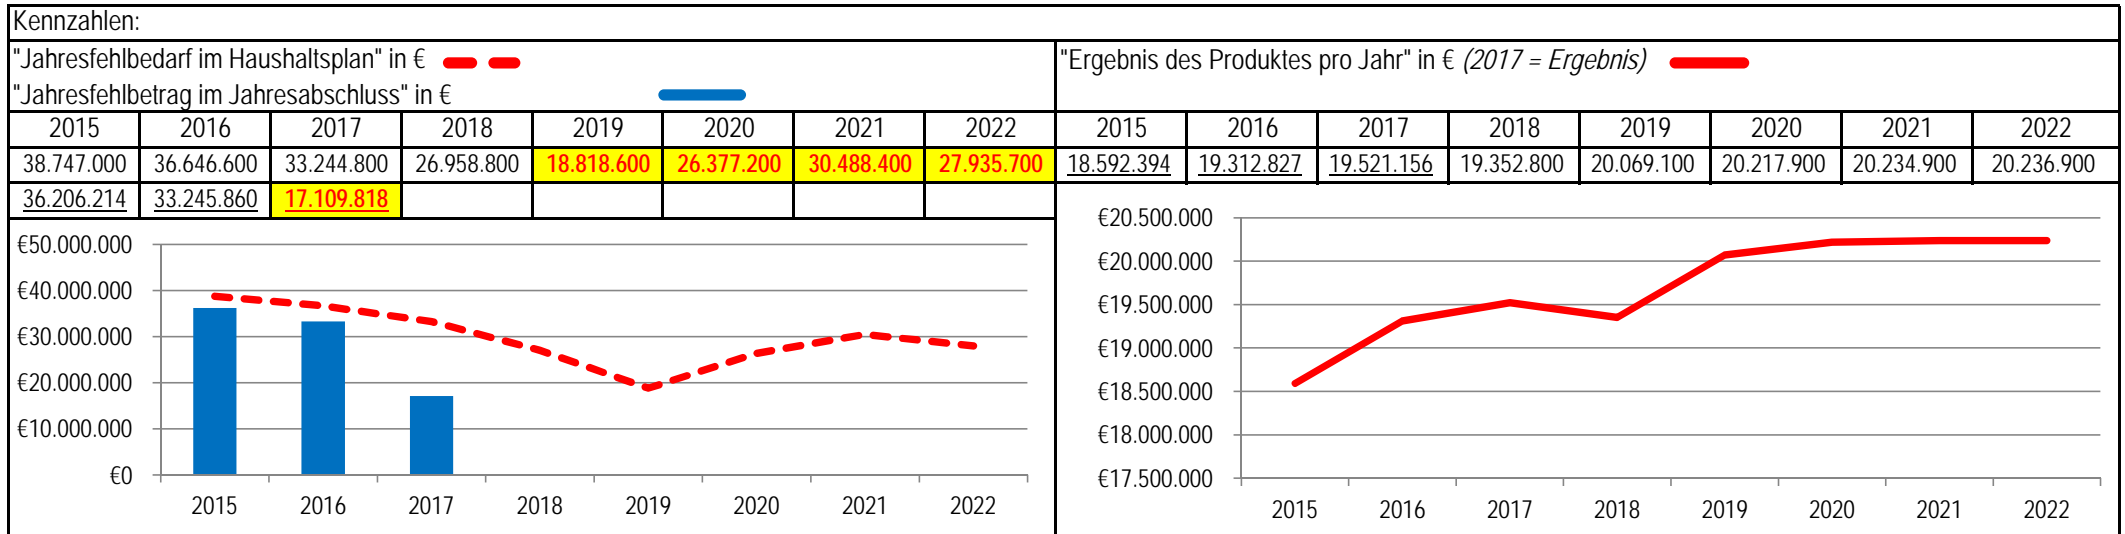 Kennzahlen:
"Jahresfehlbedarf im Haushaltsplan" in €
"Jahresfehlbetrag im Jahresabschluss" in €
"Ergebnis des Produktes pro Jahr" in € (2017 = Ergebnis)
2015 2016 2017 2018 2019 2020 2021 2022
38.747.000 36.646.600 33.244.800 26.958.800 18.818.600 26.377.200 30.488.400 27.935.700
36.206.214 33.245.860 17.109.818
2015 2016 2017 2018 2019 2020 2021 2022
18.592.394 19.312.827 19.521.156 19.352.800 20.069.100 20.217.900 20.234.900 20.236.900
€50.000.000
€40.000.000
€30.000.000
€20.000.000
€10.000.000
€0
2015 2016 2017 2018 2019 2020 2021 2022
€20.500.000
€20.000.000
€19.500.000
€19.000.000
€18.500.000
€18.000.000
€17.500.000
2015 2016 2017 2018 2019 2020 2021 2022